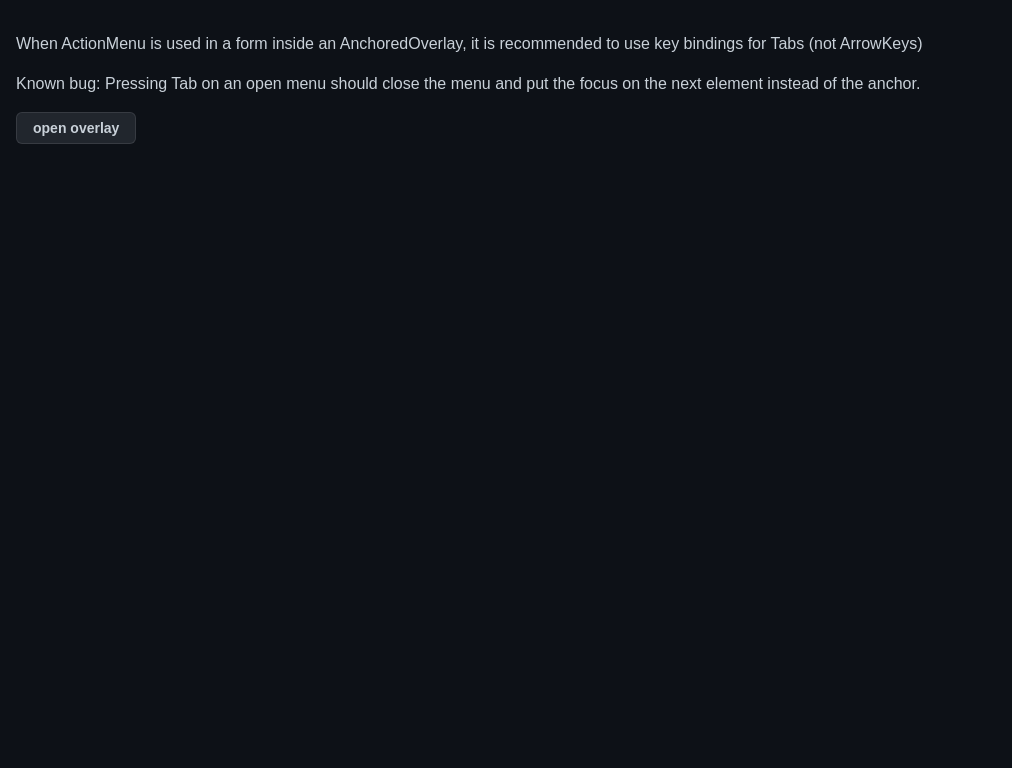 When ActionMenu is used in a form inside an AnchoredOverlay, it is recommended to use key bindings for Tabs (not ArrowKeys)
Known bug: Pressing Tab on an open menu should close the menu and put the focus on the next element instead of the anchor.
open overlay